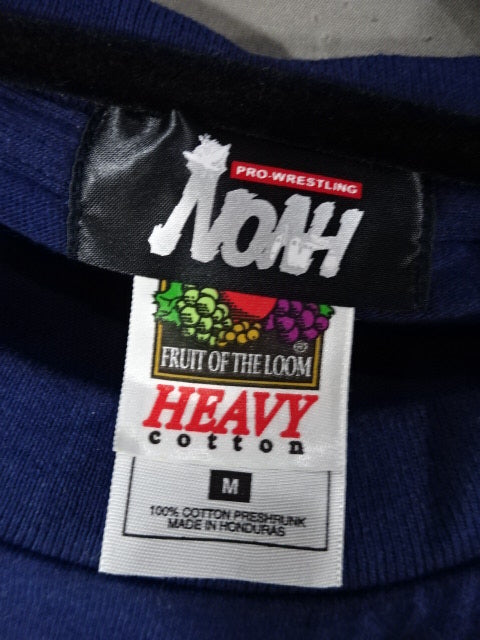 PRO-WRESTLING
NOAH
FRUIT OF THE LOOM
®
HEAVY
cotton
M
100% COTTON PRESHRUNK
MADE IN HONDURAS